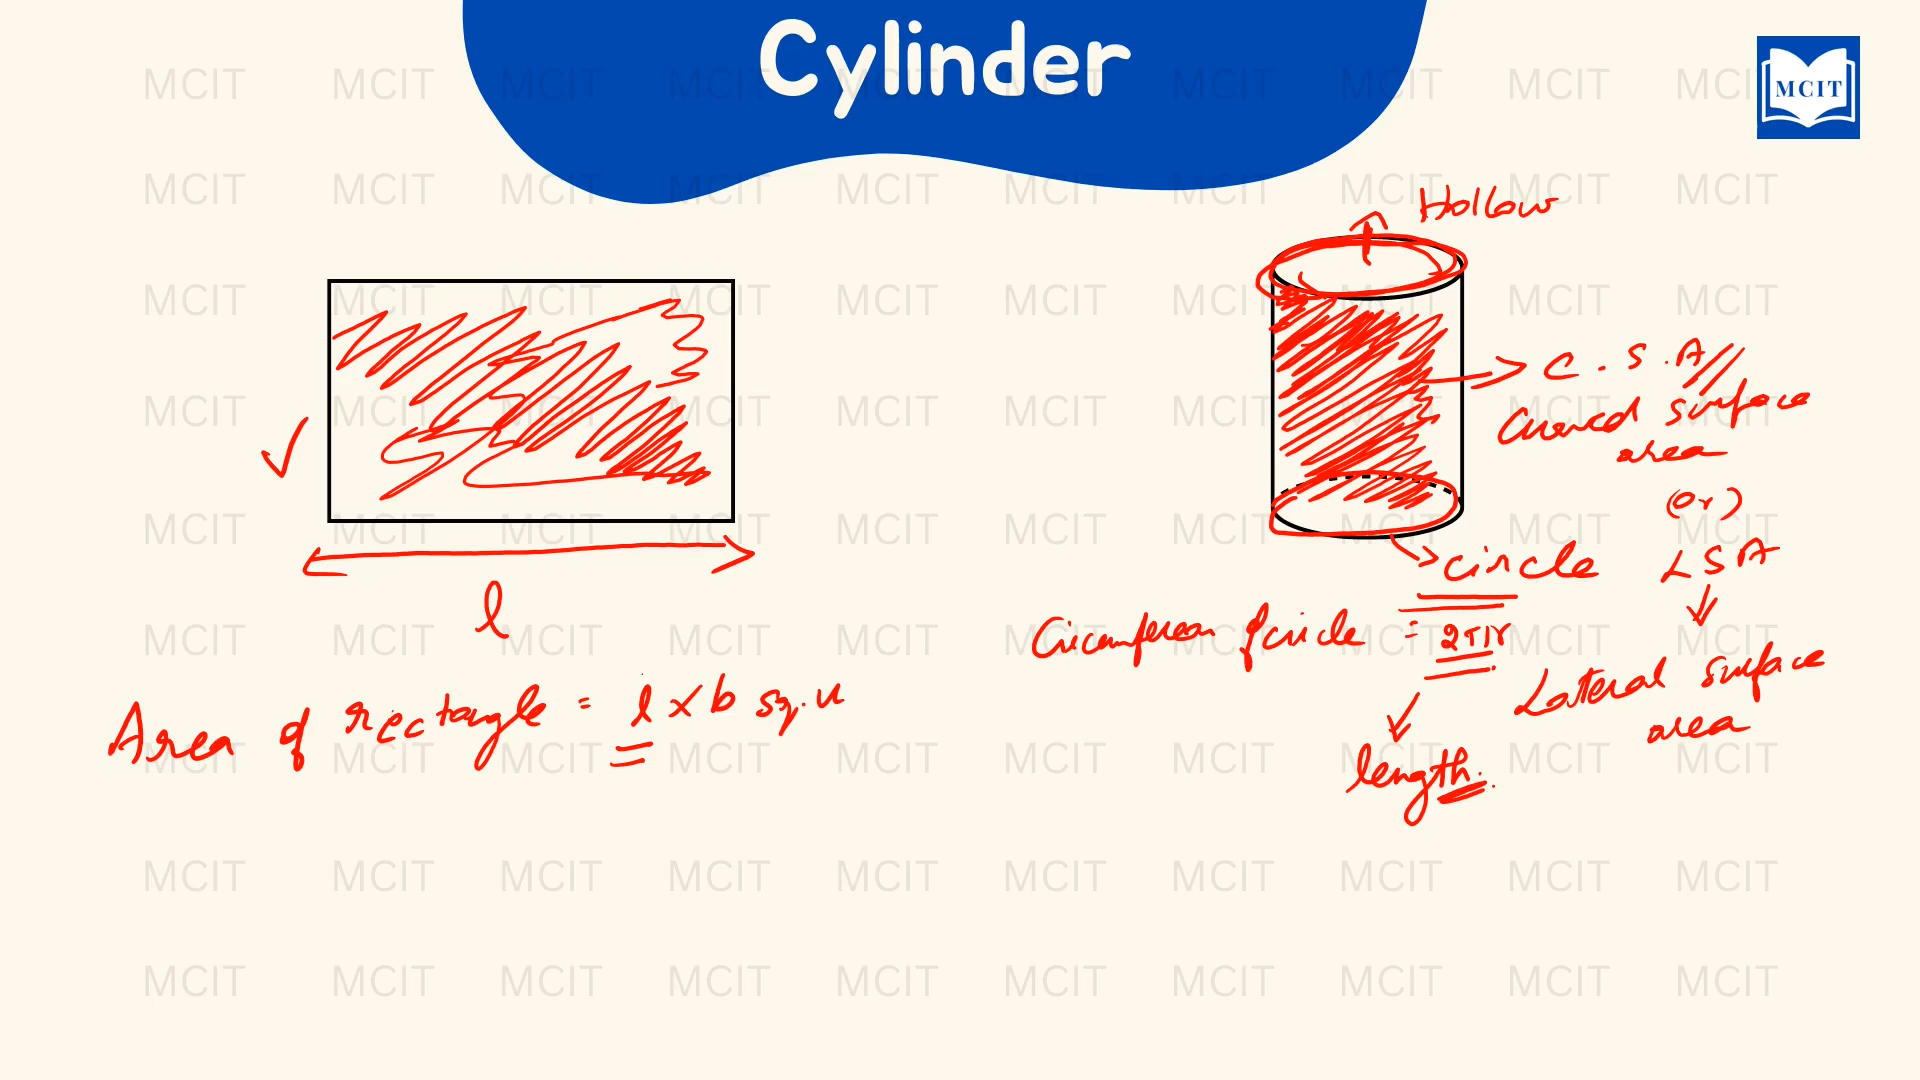 Cylinder
MCIT
Hollow
C.S.A//
Curved surface
area
(or)
LSA
Lateral surface
area
circle
Circumferen of circle = 2πr
length.
l
Area of rectangle = l x b sq.u